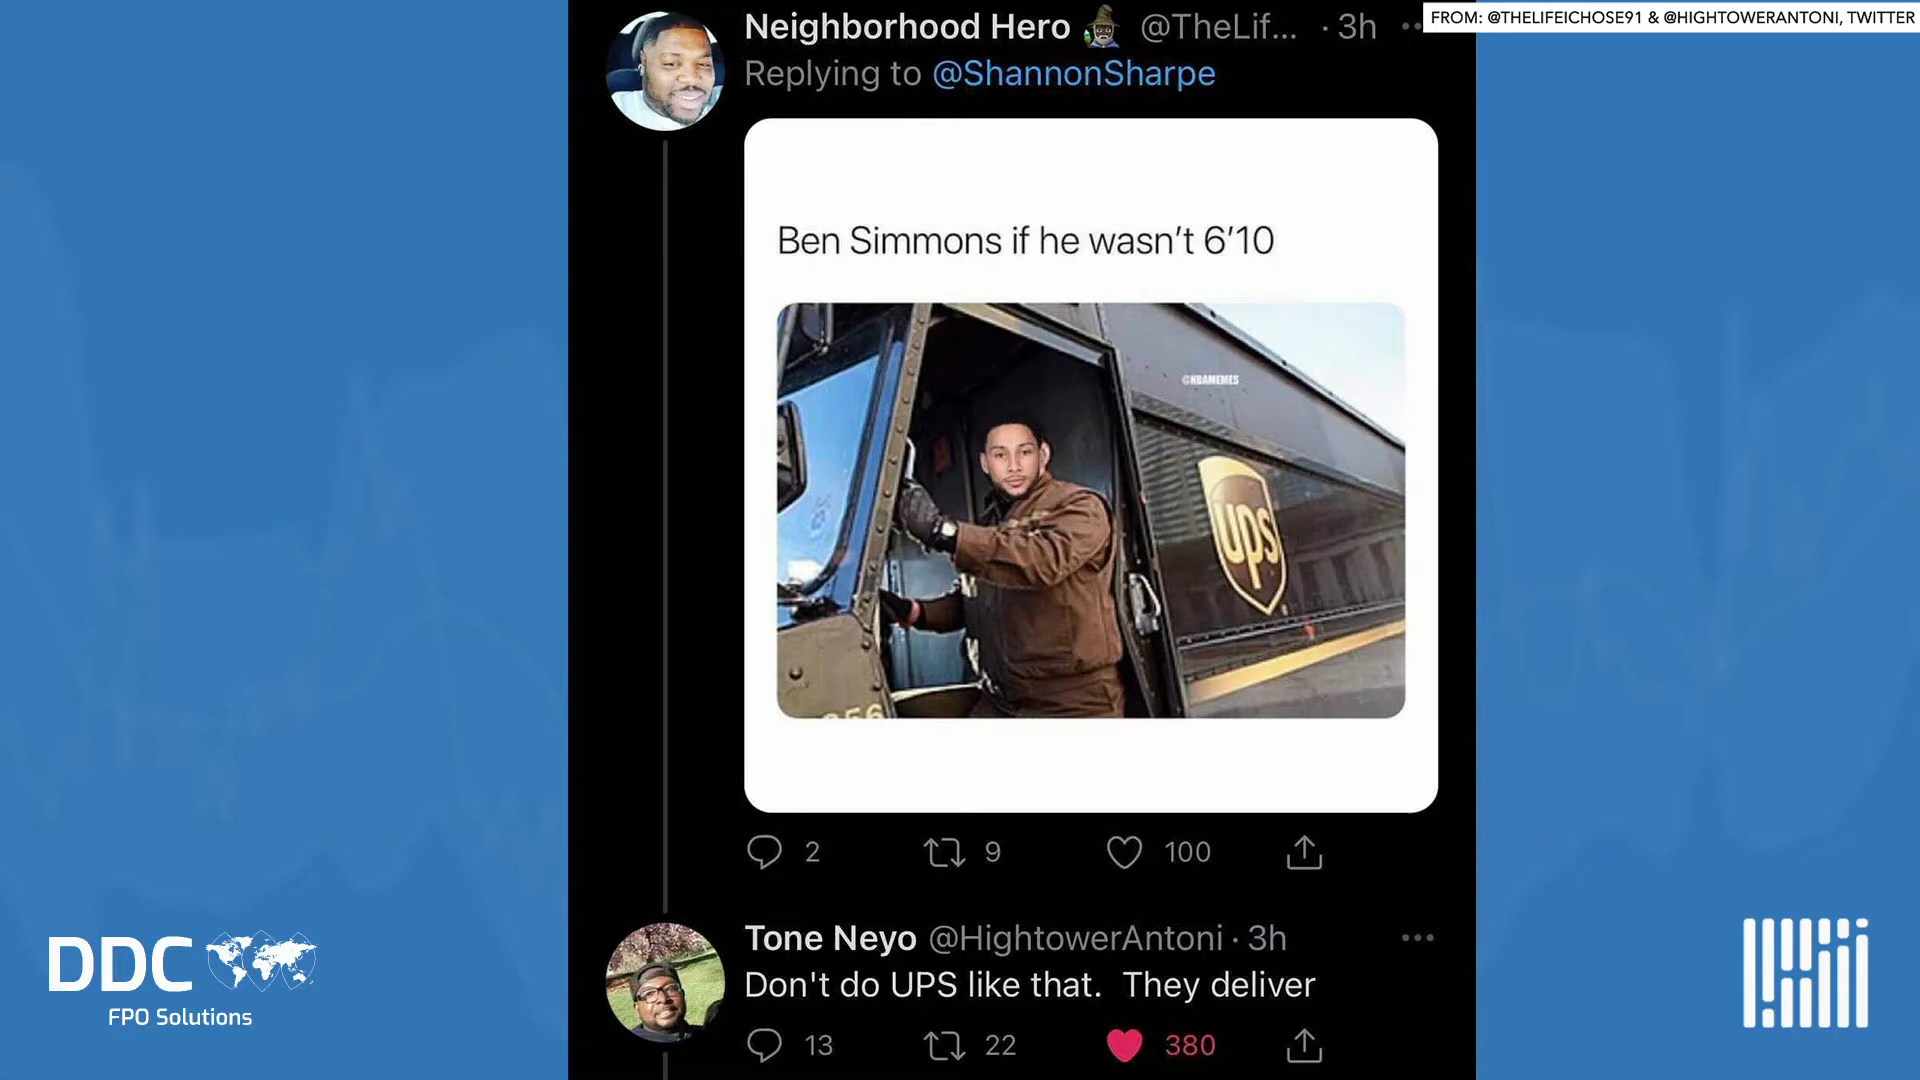 FROM: @THELIFEICHOSE91 & @HIGHTOWERANTONI, TWITTER
Neighborhood Hero @TheLif... · 3h
Replying to @ShannonSharpe
Ben Simmons if he wasn't 6'10
@NBAMEMES
ups
056
2 9 100
Tone Neyo @HightowerAntoni · 3h
Don't do UPS like that.  They deliver
13 22 380
DDC
FPO Solutions